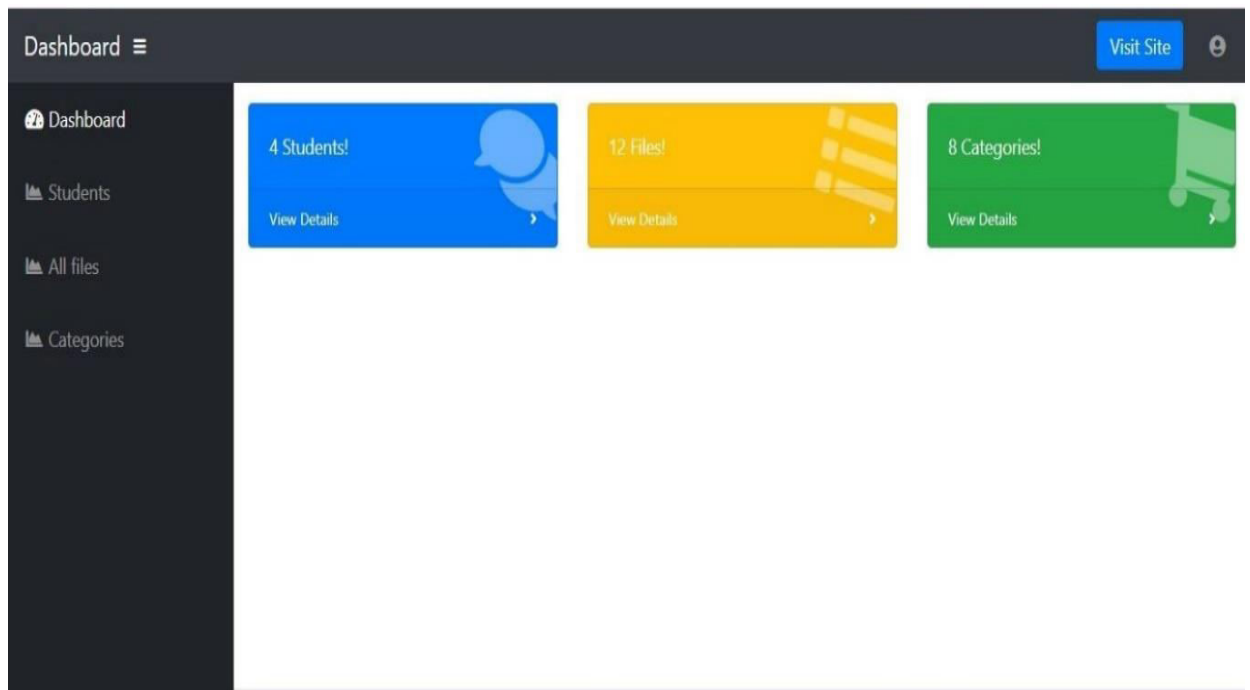 Dashboard
Visit Site
Dashboard
Students
All files
Categories
4 Students!
View Details
12 Files!
View Details
8 Categories!
View Details